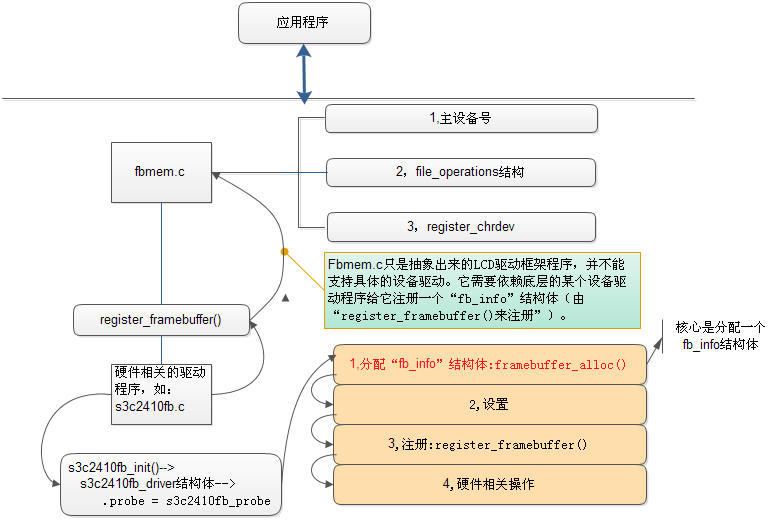 应用程序
1,主设备号
fbmem.c
2，file_operations结构
3，register_chrdev
Fbmem.c只是抽象出来的LCD驱动框架程序，并不能
支持具体的设备驱动。它需要依赖底层的某个设备驱
动程序给它注册一个“fb_info”结构体（由
“register_framebuffer()来注册”）。
register_framebuffer()
核心是分配一个
fb_info结构体
1,分配“fb_info”结构体:framebuffer_alloc()
硬件相关的驱动
程序，如：
s3c2410fb.c
2,设置
3,注册:register_framebuffer()
s3c2410fb_init()-->
s3c2410fb_driver结构体-->
.probe = s3c2410fb_probe
4,硬件相关操作